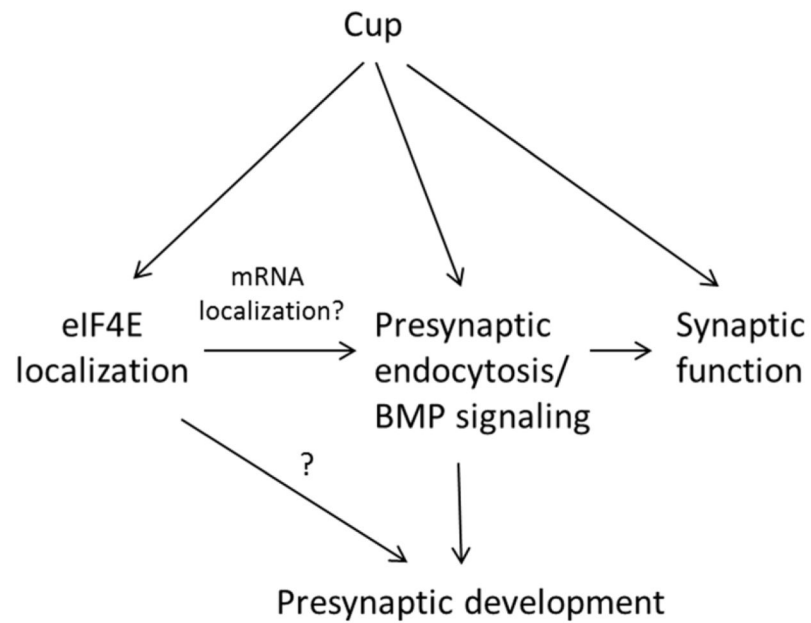 Cup
mRNA
localization?
eIF4E
localization
Presynaptic
endocytosis/
BMP signaling
Synaptic
function
?
Presynaptic development